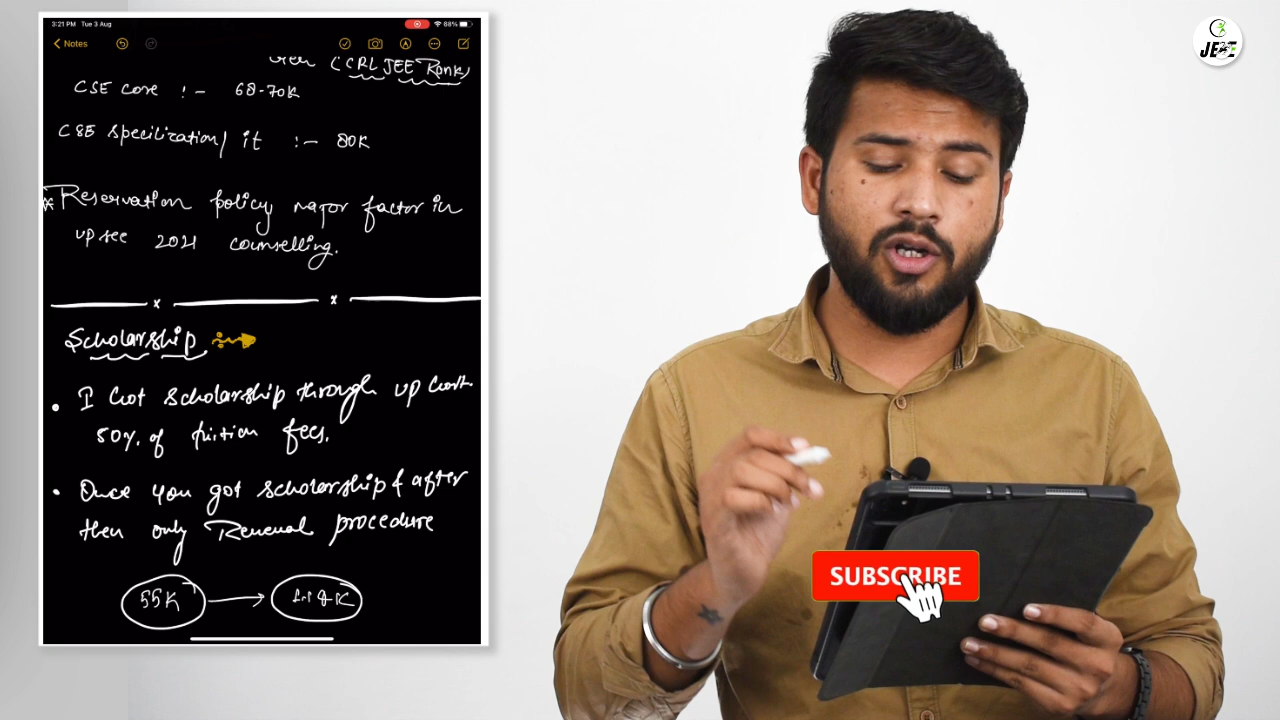 3:21 PM Tue 3 Aug
68%
Notes
(CRL JEE Rank)
CSE core :- 68-70K
CSE specilization/ it :- 80K
* Reservation policy major factor in
upsee 2021 counselling.
Scholarship
• I Got scholarship through up Govt.
50% of tution fees.
• Once you got scholarship & after
then only Renewal procedure
55K
SUBSCRIBE